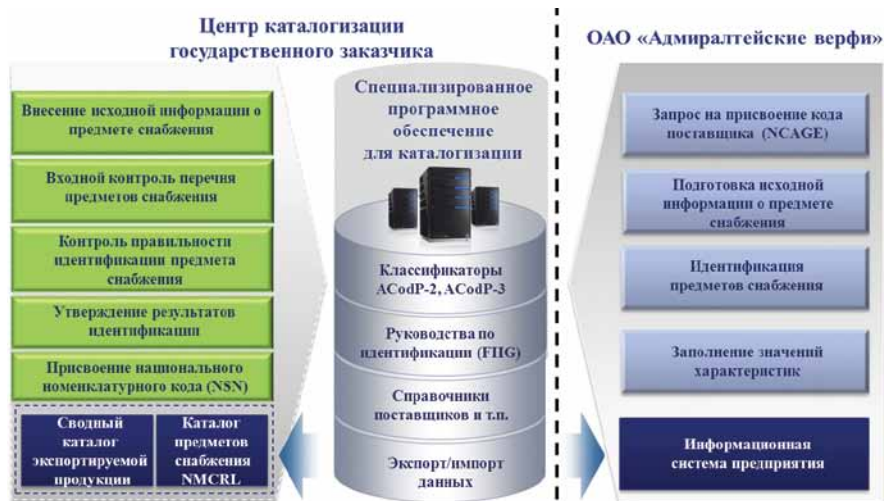 Центр каталогизации
государственного заказчика
ОАО «Адмиралтейские верфи»
Внесение исходной информации о
предмете снабжения
Входной контроль перечня
предметов снабжения
Контроль правильности
идентификации предмета
снабжения
Утверждение результатов
идентификации
Присвоение национального
номенклатурного кода (NSN)
Сводный
каталог
экспортируемой
продукции
Каталог
предметов
снабжения
NMCRL
Специализированное
программное
обеспечение
для каталогизации
Классификаторы
ACodP-2, ACodP-3
Руководства по
идентификации (FIIG)
Справочники
поставщиков и т.п.
Экспорт/импорт
данных
Запрос на присвоение кода
поставщика (NCAGE)
Подготовка исходной
информации о предмете
снабжения
Идентификация
предметов снабжения
Заполнение значений
характеристик
Информационная
система предприятия